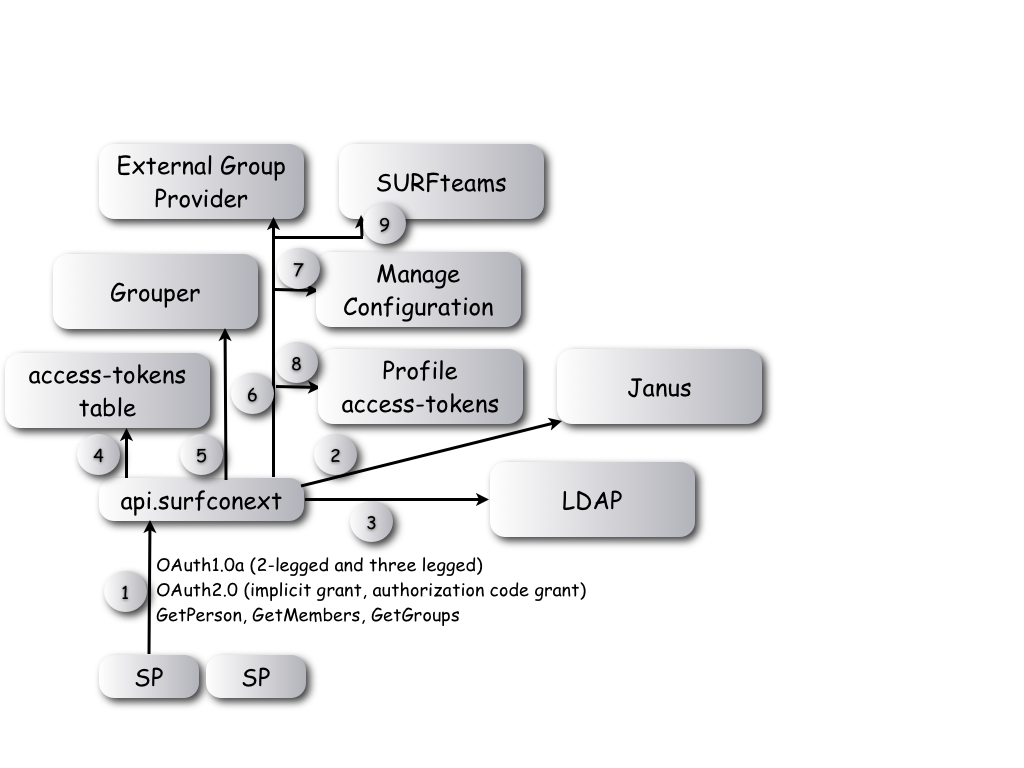 External Group
Provider
SURFteams
9
7
Manage
Configuration
Grouper
8
Profile
access-tokens
access-tokens
table
6
Janus
4
5
2
api.surfconext
LDAP
3
OAuth1.0a (2-legged and three legged)
1
OAuth2.0 (implicit grant, authorization code grant)
GetPerson, GetMembers, GetGroups
SP
SP